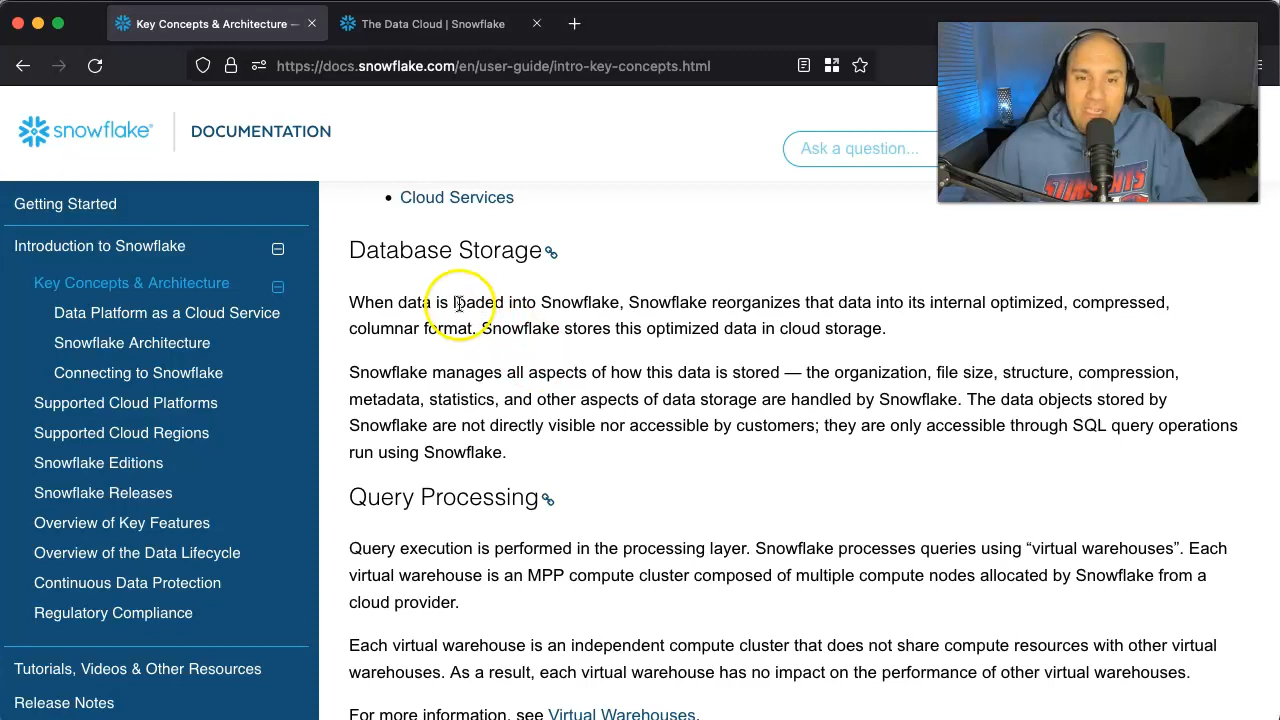 Key Concepts & Architecture —
The Data Cloud | Snowflake
https://docs.snowflake.com/en/user-guide/intro-key-concepts.html
snowflake
DOCUMENTATION
Ask a question...
Getting Started
Introduction to Snowflake
Key Concepts & Architecture
Data Platform as a Cloud Service
Snowflake Architecture
Connecting to Snowflake
Supported Cloud Platforms
Supported Cloud Regions
Snowflake Editions
Snowflake Releases
Overview of Key Features
Overview of the Data Lifecycle
Continuous Data Protection
Regulatory Compliance
Tutorials, Videos & Other Resources
Release Notes
• Cloud Services
Database Storage
When data is loaded into Snowflake, Snowflake reorganizes that data into its internal optimized, compressed,
columnar format. Snowflake stores this optimized data in cloud storage.
Snowflake manages all aspects of how this data is stored — the organization, file size, structure, compression,
metadata, statistics, and other aspects of data storage are handled by Snowflake. The data objects stored by
Snowflake are not directly visible nor accessible by customers; they are only accessible through SQL query operations
run using Snowflake.
Query Processing
Query execution is performed in the processing layer. Snowflake processes queries using “virtual warehouses”. Each
virtual warehouse is an MPP compute cluster composed of multiple compute nodes allocated by Snowflake from a
cloud provider.
Each virtual warehouse is an independent compute cluster that does not share compute resources with other virtual
warehouses. As a result, each virtual warehouse has no impact on the performance of other virtual warehouses.
For more information, see Virtual Warehouses.